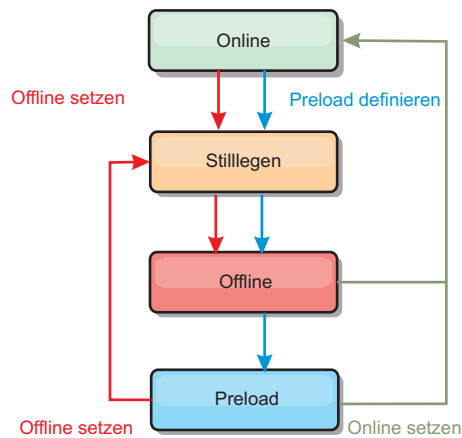 Online
Offline setzen
Preload definieren
Stilllegen
Offline
Preload
Offline setzen
Online setzen